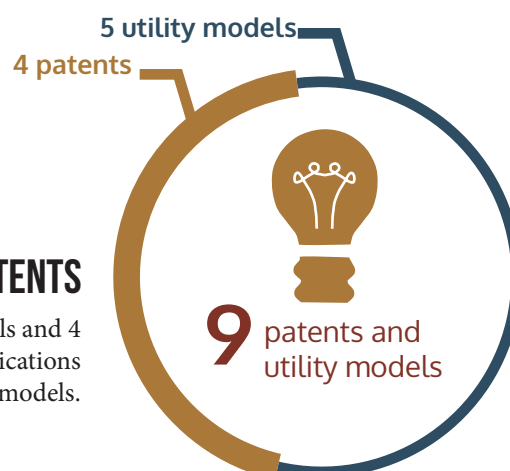 5 utility models
4 patents
TENTS
ls and 4
ications
models.
9 patents and
utility models